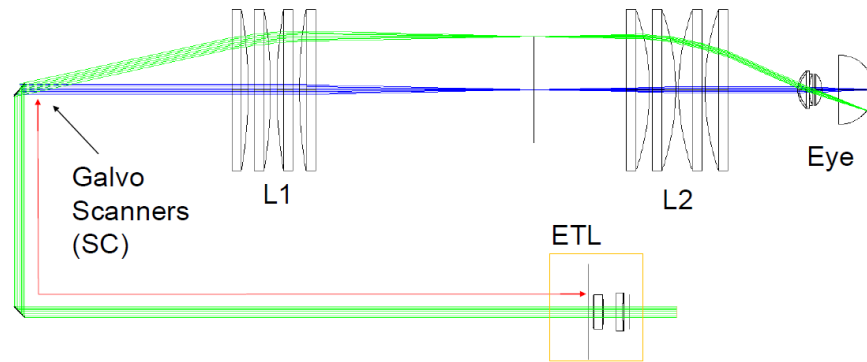 Galvo
Scanners
(SC)
L1
L2
Eye
ETL